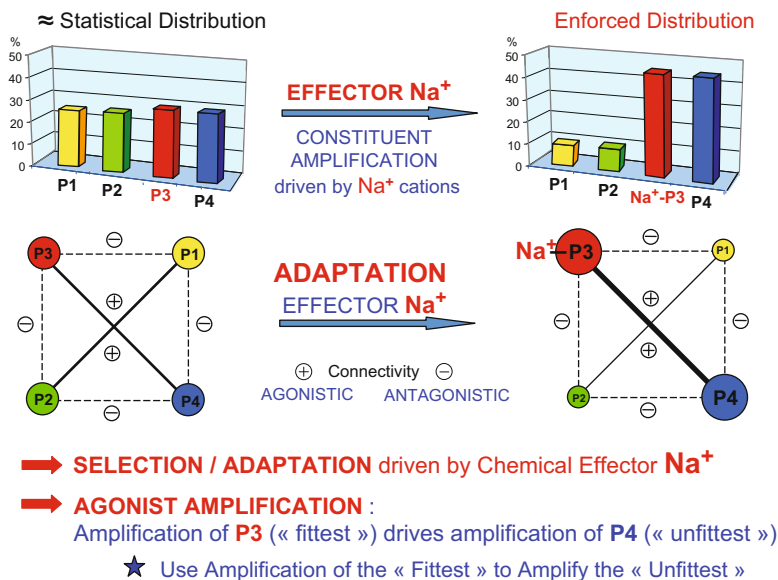 ≈ Statistical Distribution
Enforced Distribution
%
50
40
30
20
10
0
P1
P2
P3
P4
EFFECTOR Na⁺
CONSTITUENT
AMPLIFICATION
driven by Na⁺ cations
%
50
40
30
20
10
0
P1
P2
Na⁺-P3
P4
P3
⊖
P1
⊖
⊕
⊖
⊕
P2
⊖
P4
ADAPTATION
EFFECTOR Na⁺
⊕ Connectivity ⊖
AGONISTIC ANTAGONISTIC
Na⁺–P3
⊖
P1
⊖
⊕
⊖
⊕
P2
⊖
P4
SELECTION / ADAPTATION driven by Chemical Effector Na⁺
AGONIST AMPLIFICATION :
Amplification of P3 (« fittest ») drives amplification of P4 (« unfittest »)
Use Amplification of the « Fittest » to Amplify the « Unfittest »